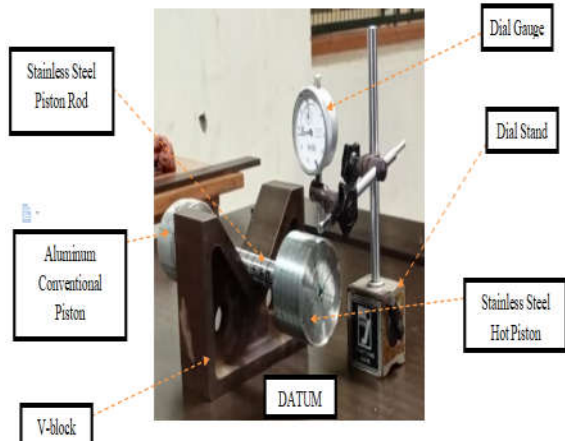 Dial Gauge
Stainless Steel
Piston Rod
Dial Stand
Aluminum
Conventional
Piston
Stainless Steel
Hot Piston
DATUM
V-block